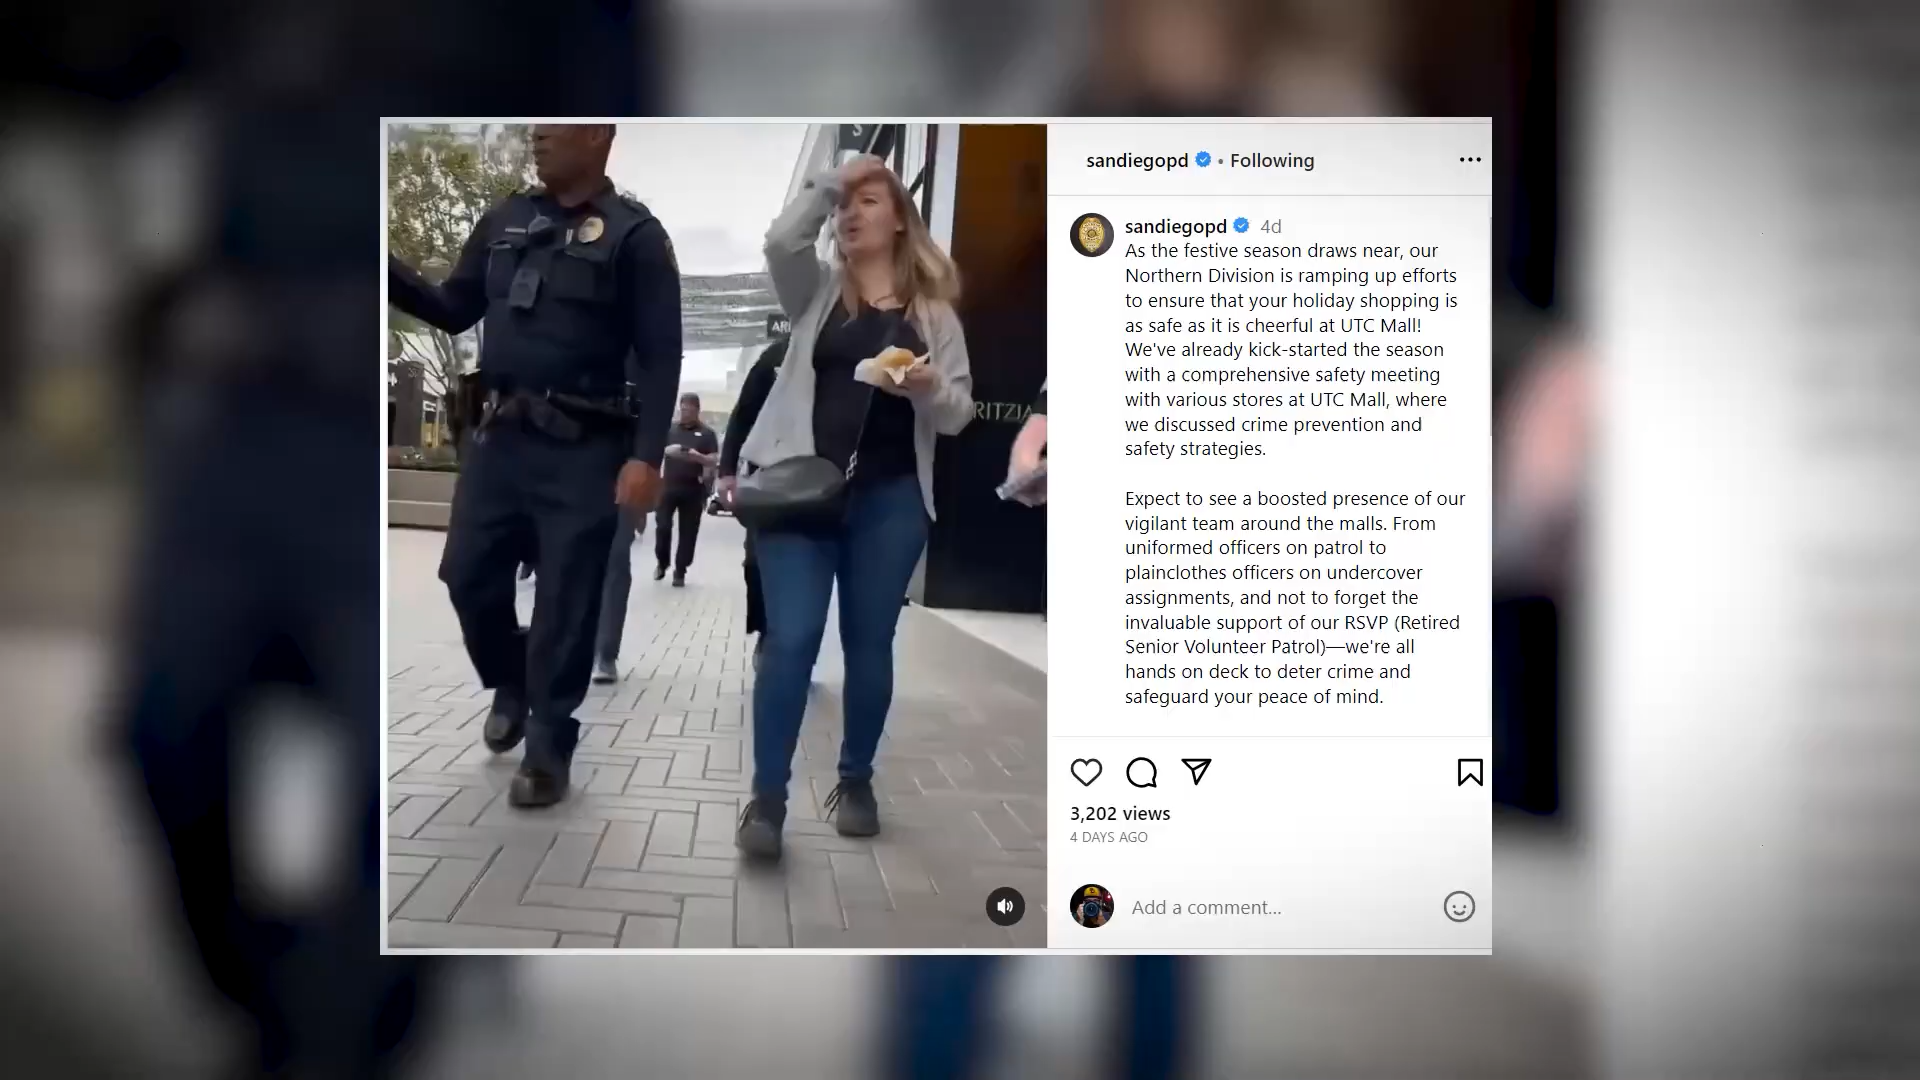 S
ARI
RITZIA
sandiegopd • Following
sandiegopd 4d
As the festive season draws near, our
Northern Division is ramping up efforts
to ensure that your holiday shopping is
as safe as it is cheerful at UTC Mall!
We've already kick-started the season
with a comprehensive safety meeting
with various stores at UTC Mall, where
we discussed crime prevention and
safety strategies.
Expect to see a boosted presence of our
vigilant team around the malls. From
uniformed officers on patrol to
plainclothes officers on undercover
assignments, and not to forget the
invaluable support of our RSVP (Retired
Senior Volunteer Patrol)—we're all
hands on deck to deter crime and
safeguard your peace of mind.
3,202 views
4 DAYS AGO
Add a comment...